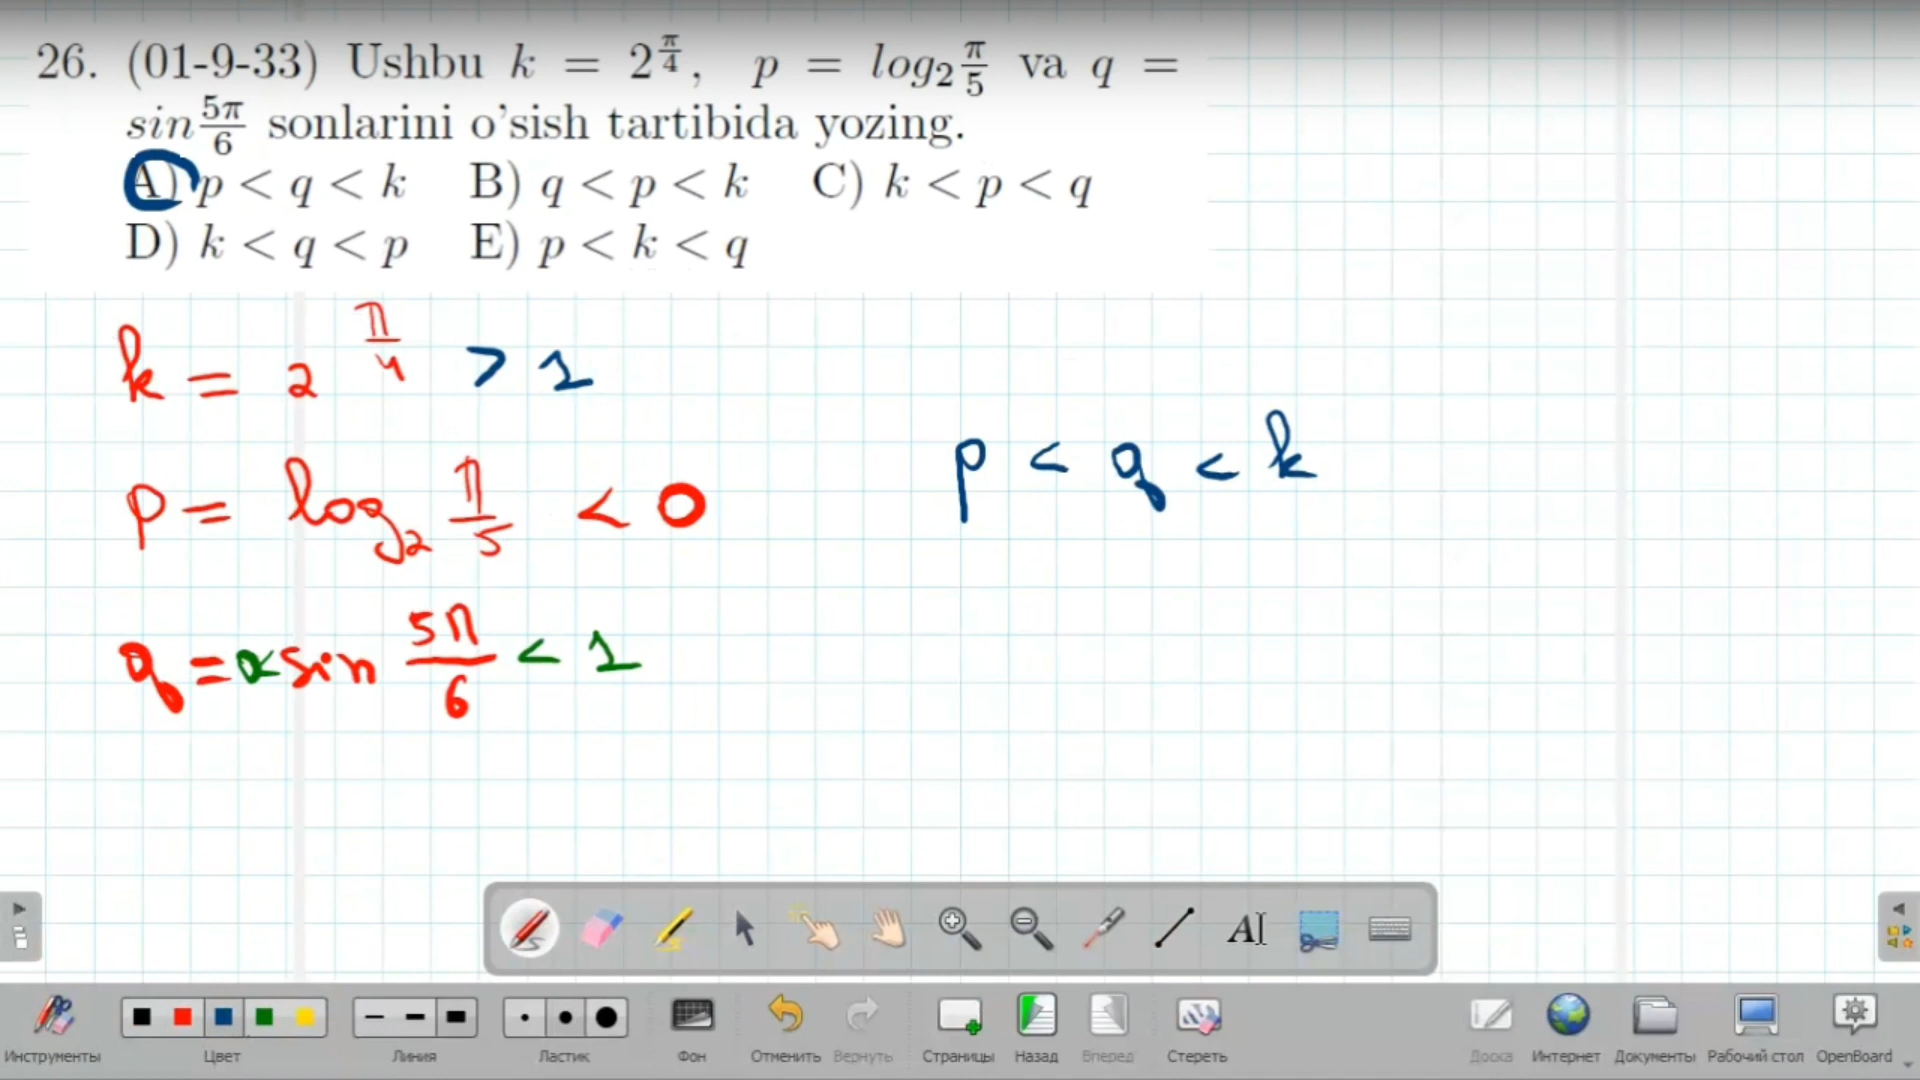 26. (01-9-33) Ushbu k = 2^{π/4}, p = log₂ π/5 va q =
sin 5π/6 sonlarini o'sish tartibida yozing.
A) p < q < k B) q < p < k C) k < p < q
D) k < q < p E) p < k < q
k = 2^{π/4} > 1
p < q < k
p = log₂ π/5 < 0
q = sin 5π/6 < 1
A
Инструменты Цвет Линия Ластик Фон Отменить Вернуть Страницы Назад Вперед Стереть Доска Интернет Документы Рабочий стол OpenBoard